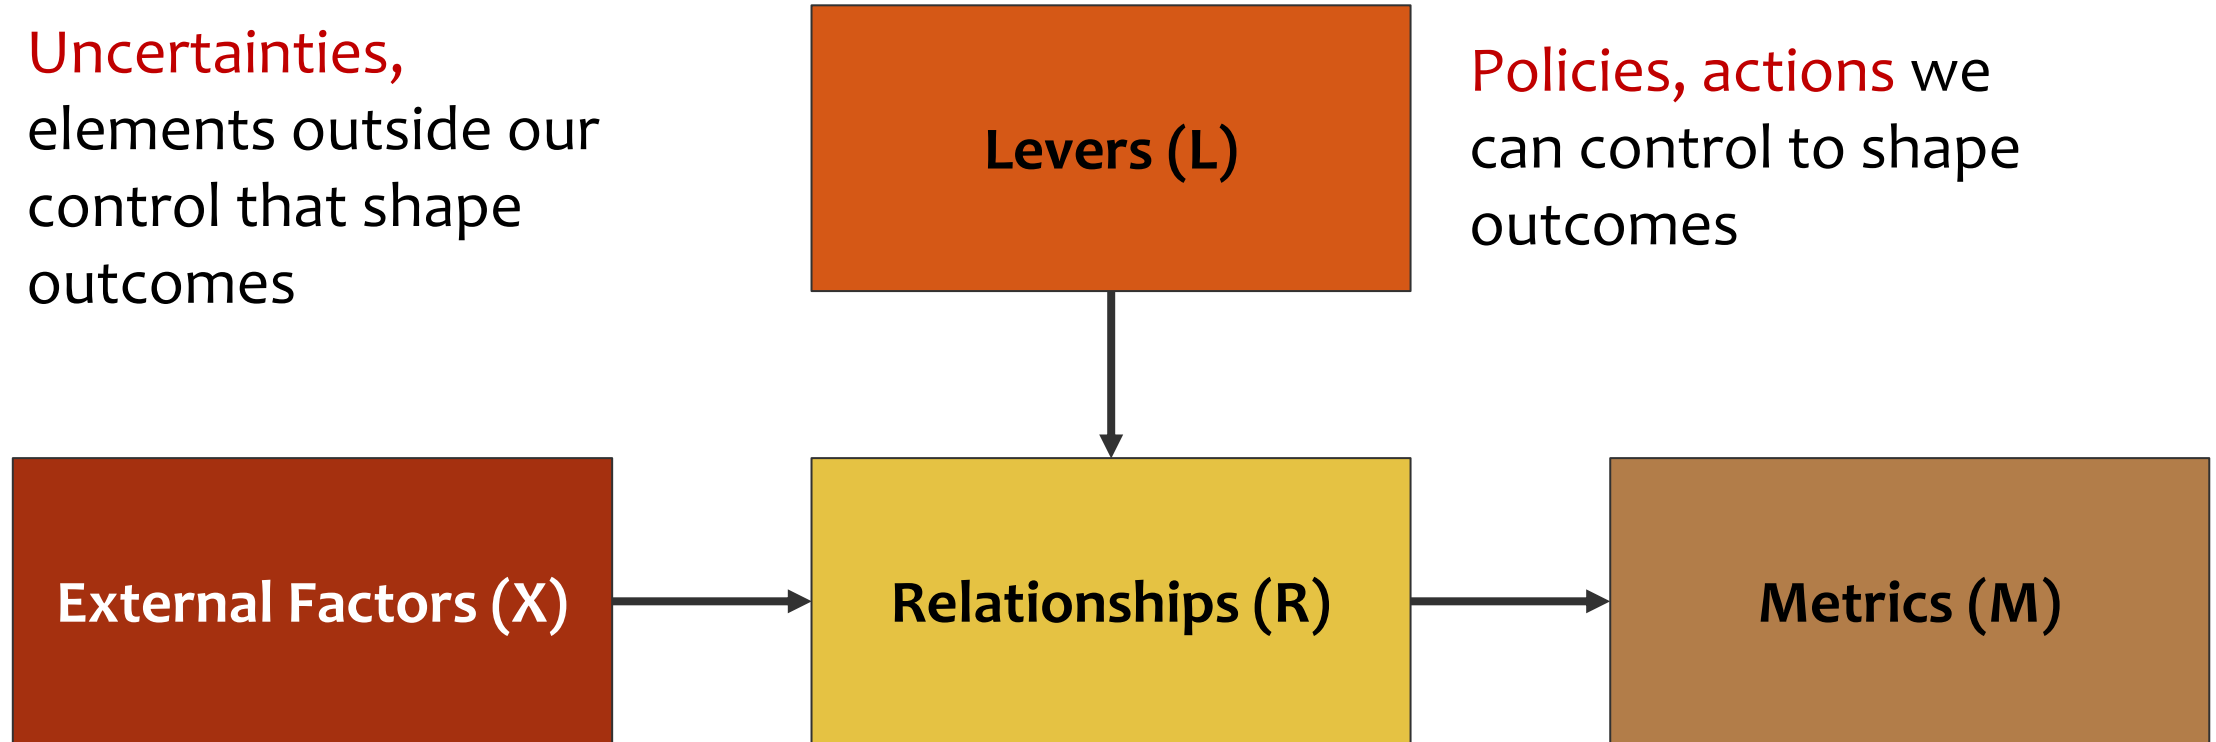 Uncertainties,
elements outside our
control that shape
outcomes
Levers (L)
Policies, actions we
can control to shape
outcomes
External Factors (X)
Relationships (R)
Metrics (M)